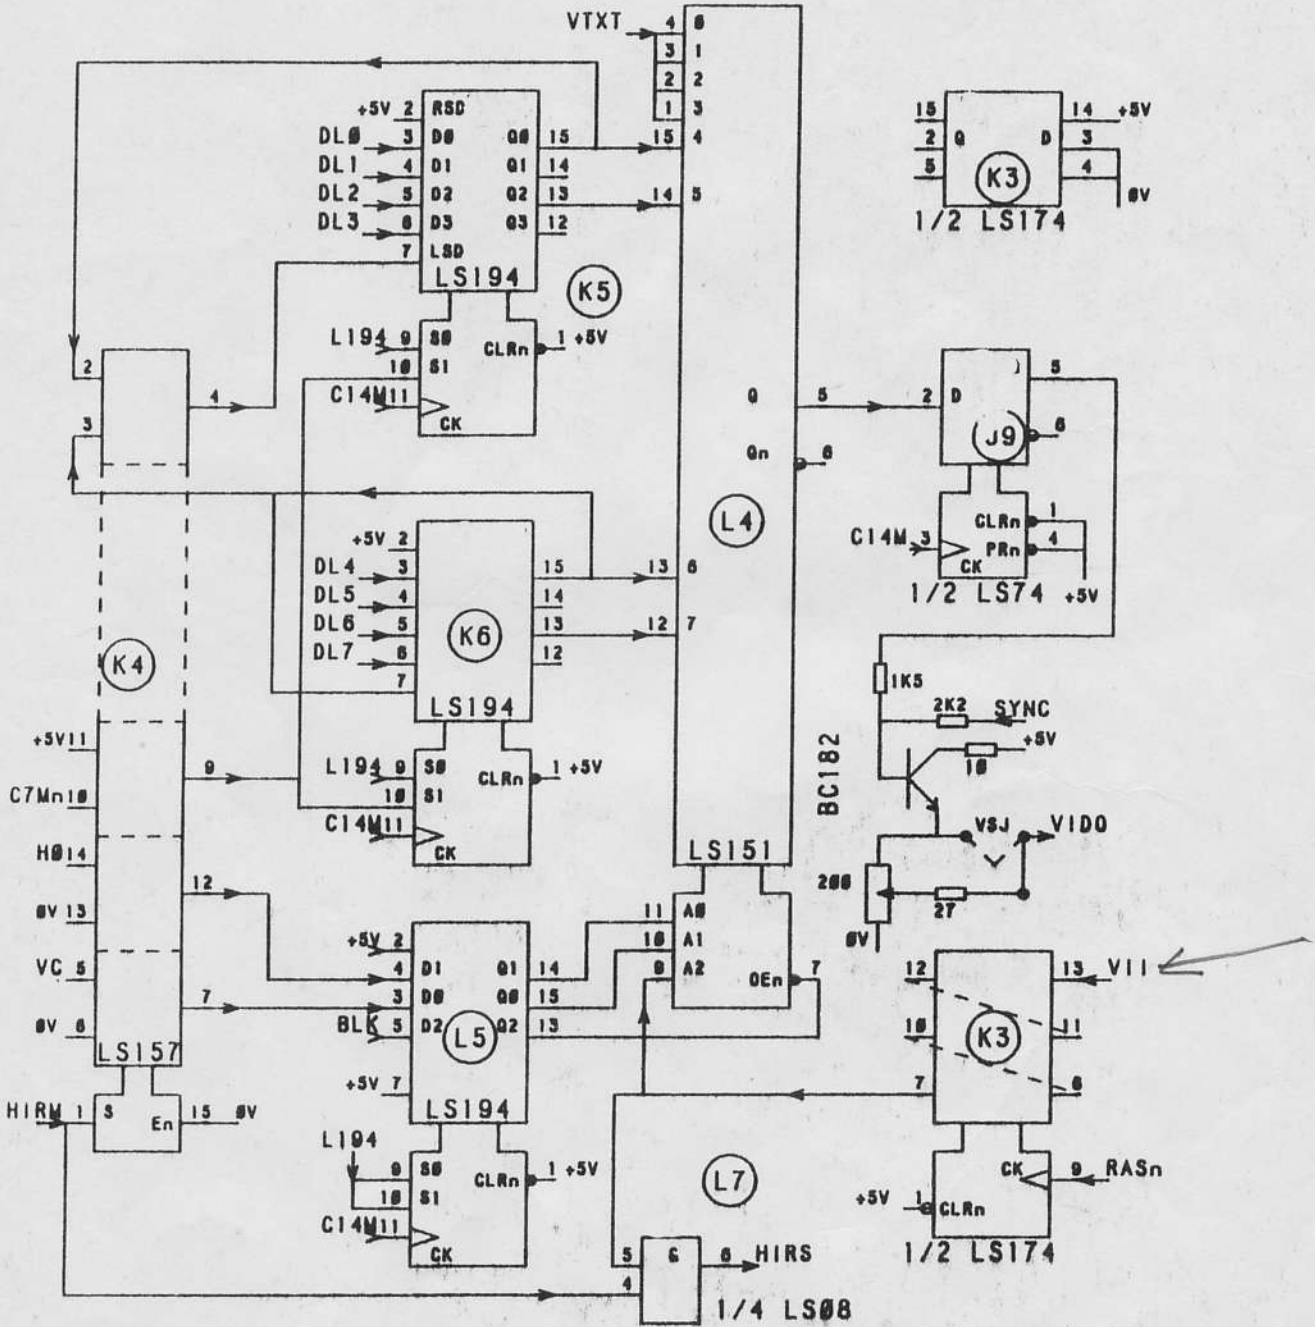 VTXT 4 0
3 1
2 2
1 3
+5V 2 RSD
DL0 3 D0 Q0 15 15 4
DL1 4 D1 Q1 14
DL2 5 D2 Q2 13 14 5
DL3 6 D3 Q3 12
7 LSD
LS194
K5
L194 9 S0 CLRn 1 +5V
10 S1
C14M 11 CK
15 Q D 14 +5V
2 3
5 4 0V
K3
1/2 LS174
2 4
3
Q 5 2 D 5
Qn 6 J9 6
L4
CLRn 1
C14M 3 PRn 4
CK
1/2 LS74 +5V
+5V 2
DL4 3 15 13 6
DL5 4 14
DL6 5 13 12 7
DL7 6 12
7
K6
LS194
L194 9 S0 CLRn 1 +5V
10 S1
C14M 11 CK
K4
+5V 11
9
C7Mn 10
H0 14
12
0V 13
VC 5
7
0V 6
LS157
HIRM 1 S
En 15 0V
1K5
2K2 SYNC
+5V
10
BC182
VSJ VIDO
200
27
0V
LS151
11 A0
10 A1
9 A2
OEn 7
+5V 2
4 D1 Q1 14
3 D0 Q0 15
BLK 5 D2 Q2 13
L5
+5V 7
LS194
L194
9 S0 CLRn 1 +5V
10 S1
C14M 11 CK
12 13 V11
10 11
7 6
K3
CK 9 RASn
+5V 1 CLRn
1/2 LS174
L7
5 & 6 HIRS
4
1/4 LS08